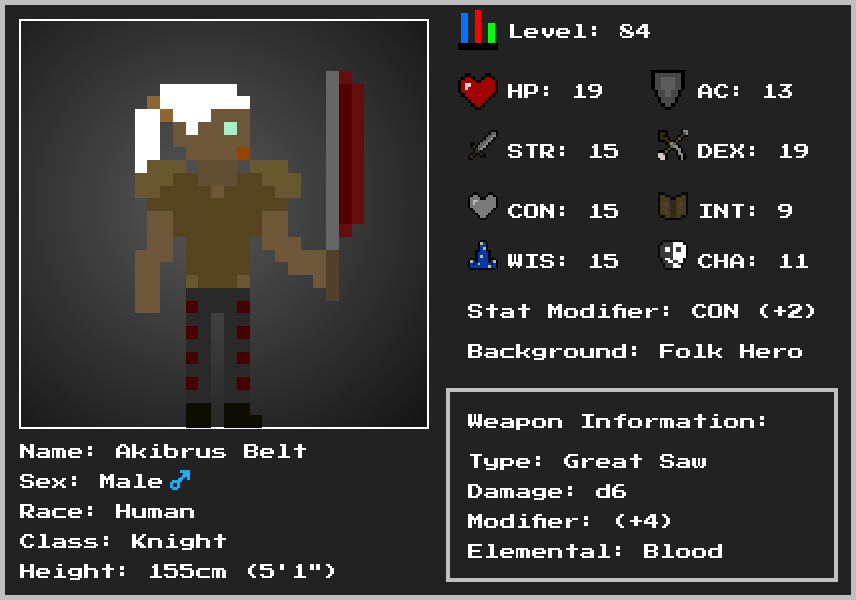 Level: 84
HP: 19
AC: 13
STR: 15
DEX: 19
CON: 15
INT: 9
WIS: 15
CHA: 11
Stat Modifier: CON (+2)
Background: Folk Hero
Name: Akibrus Belt
Sex: Male♂
Race: Human
Class: Knight
Height: 155cm (5'1")
Weapon Information:
Type: Great Saw
Damage: d6
Modifier: (+4)
Elemental: Blood